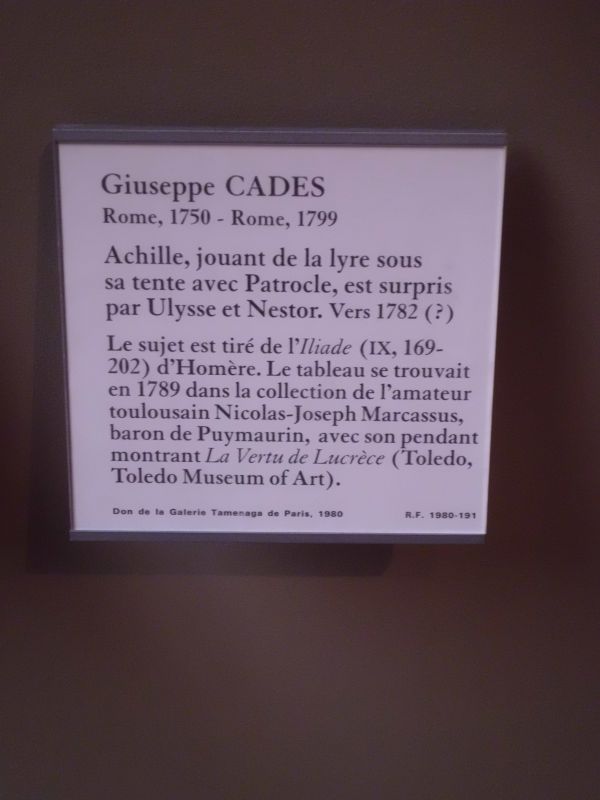 Giuseppe CADES
Rome, 1750 - Rome, 1799
Achille, jouant de la lyre sous
sa tente avec Patrocle, est surpris
par Ulysse et Nestor. Vers 1782 (?)
Le sujet est tiré de l'Iliade (IX, 169-
202) d'Homère. Le tableau se trouvait
en 1789 dans la collection de l'amateur
toulousain Nicolas-Joseph Marcassus,
baron de Puymaurin, avec son pendant
montrant La Vertu de Lucrèce (Toledo,
Toledo Museum of Art).
Don de la Galerie Tamenaga de Paris, 1980 R.F. 1980-191